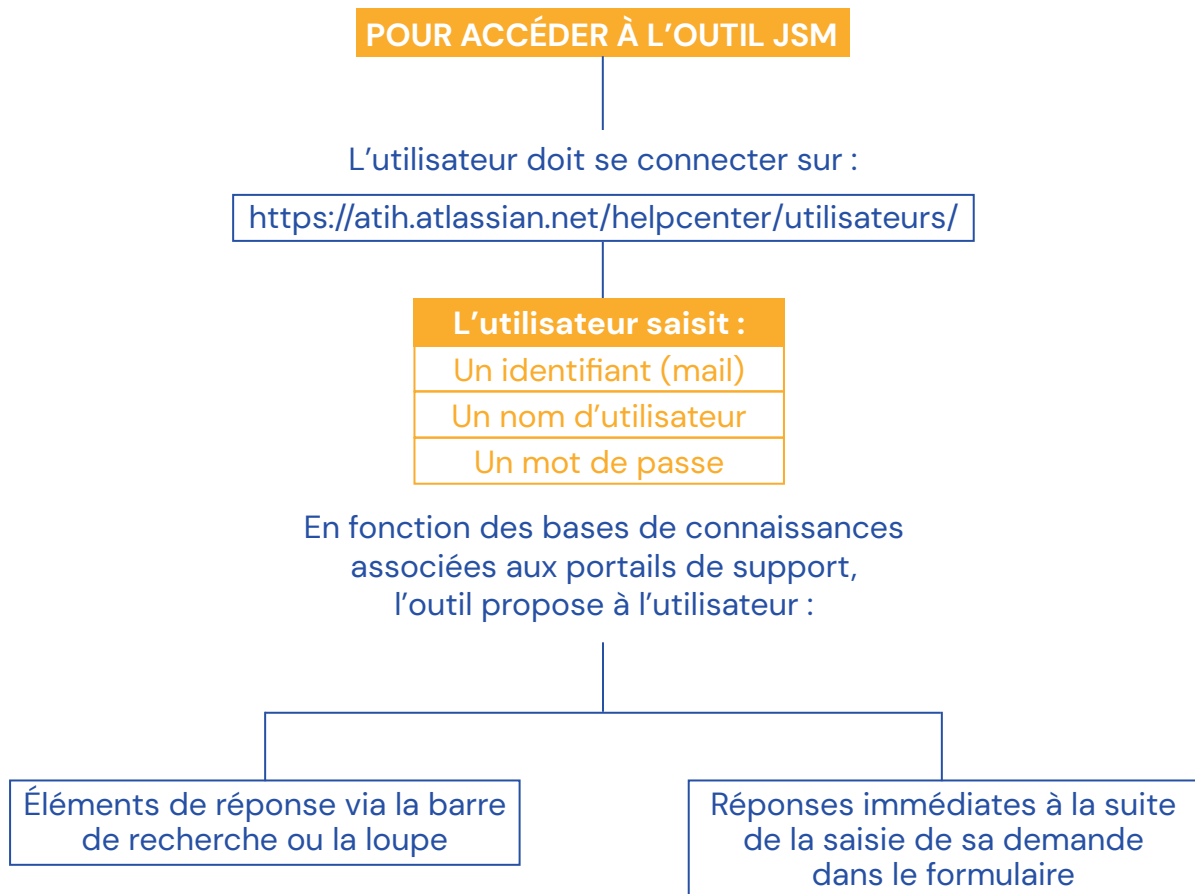 POUR ACCÉDER À L’OUTIL JSM
L’utilisateur doit se connecter sur :
https://atih.atlassian.net/helpcenter/utilisateurs/
L’utilisateur saisit :
Un identifiant (mail)
Un nom d’utilisateur
Un mot de passe
En fonction des bases de connaissances
associées aux portails de support,
l’outil propose à l’utilisateur :
Éléments de réponse via la barre
de recherche ou la loupe
Réponses immédiates à la suite
de la saisie de sa demande
dans le formulaire